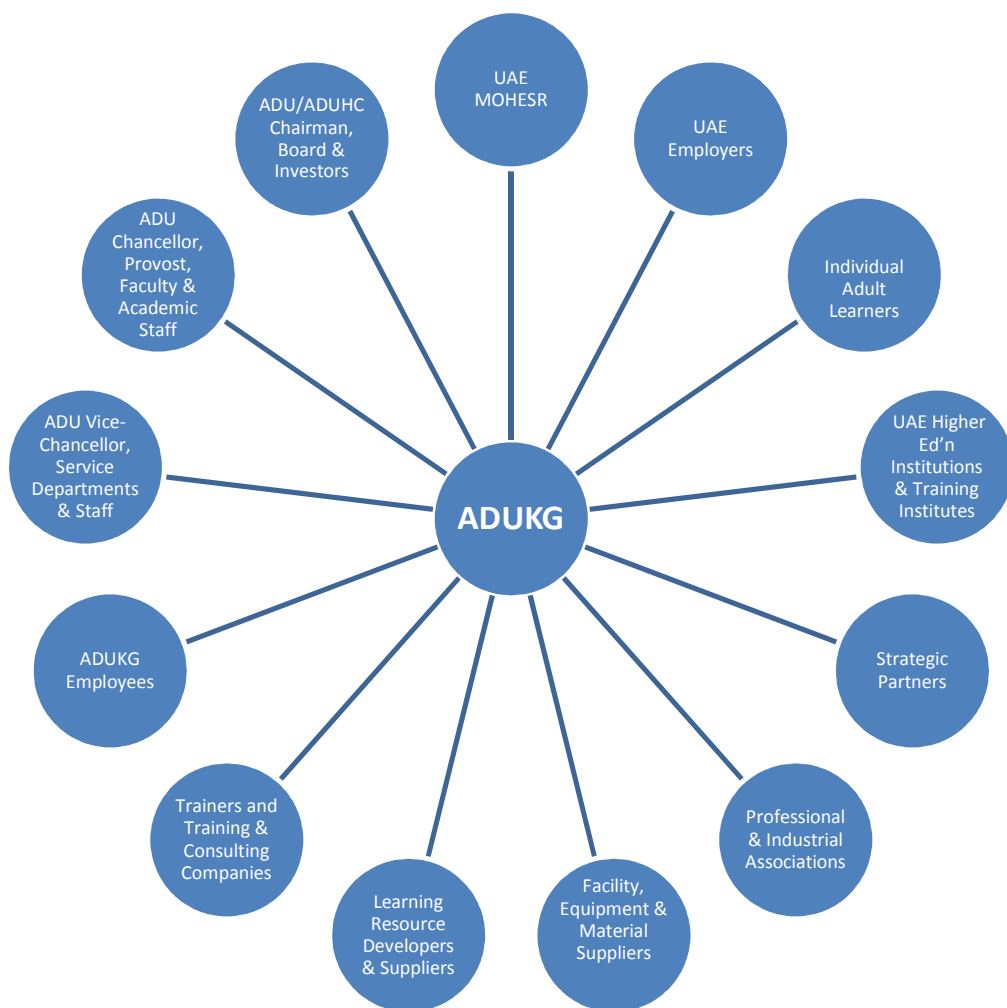 UAE
MOHESR
UAE
Employers
Individual
Adult
Learners
UAE Higher
Ed’n
Institutions
& Training
Institutes
Strategic
Partners
Professional
& Industrial
Associations
Facility,
Equipment &
Material
Suppliers
Learning
Resource
Developers
& Suppliers
Trainers and
Training &
Consulting
Companies
ADUKG
Employees
ADU Vice-
Chancellor,
Service
Departments
& Staff
ADU
Chancellor,
Provost,
Faculty &
Academic
Staff
ADU/ADUHC
Chairman,
Board &
Investors
ADUKG